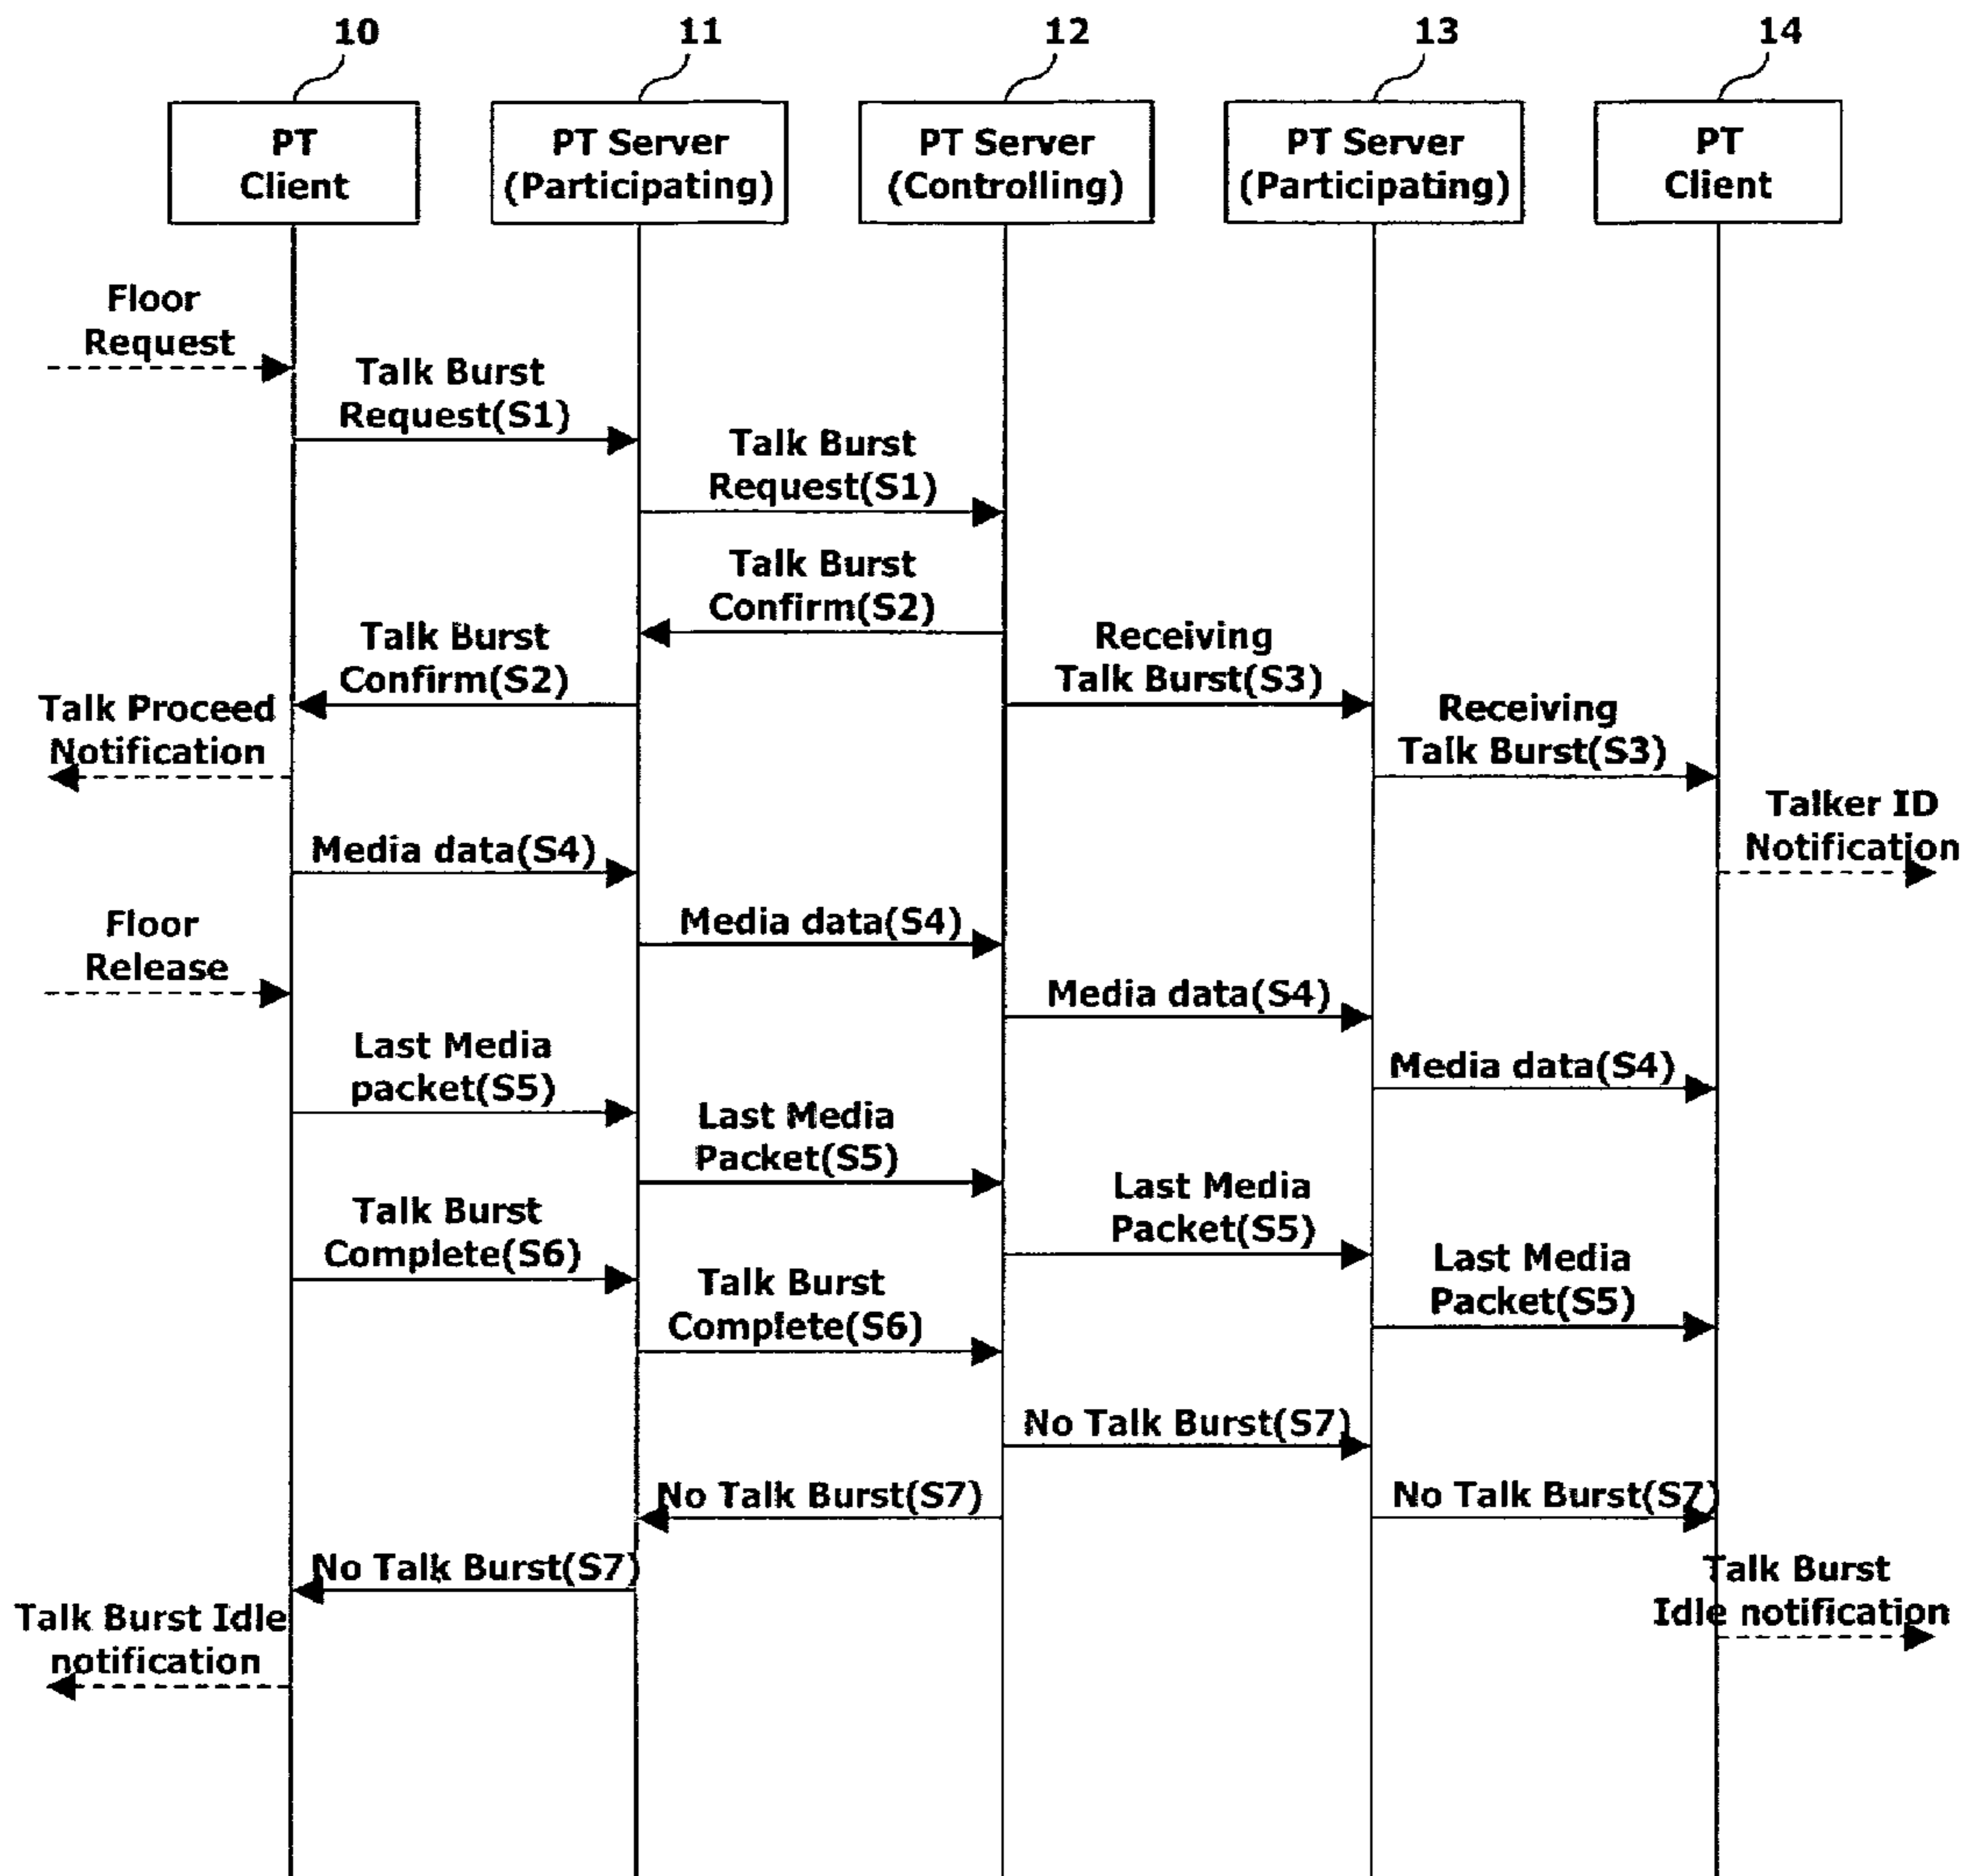 10
11
12
13
14
PT
Client
PT Server
(Participating)
PT Server
(Controlling)
PT Server
(Participating)
PT
Client
Floor
Request
Talk Burst
Request(S1)
Talk Burst
Request(S1)
Talk Burst
Confirm(S2)
Talk Burst
Confirm(S2)
Receiving
Talk Burst(S3)
Talk Proceed
Notification
Receiving
Talk Burst(S3)
Talker ID
Notification
Media data(S4)
Media data(S4)
Floor
Release
Media data(S4)
Media data(S4)
Last Media
packet(S5)
Last Media
Packet(S5)
Last Media
Packet(S5)
Last Media
Packet(S5)
Talk Burst
Complete(S6)
Talk Burst
Complete(S6)
No Talk Burst(S7)
No Talk Burst(S7)
No Talk Burst(S7)
No Talk Burst(S7)
Talk Burst
Idle notification
Talk Burst Idle
notification